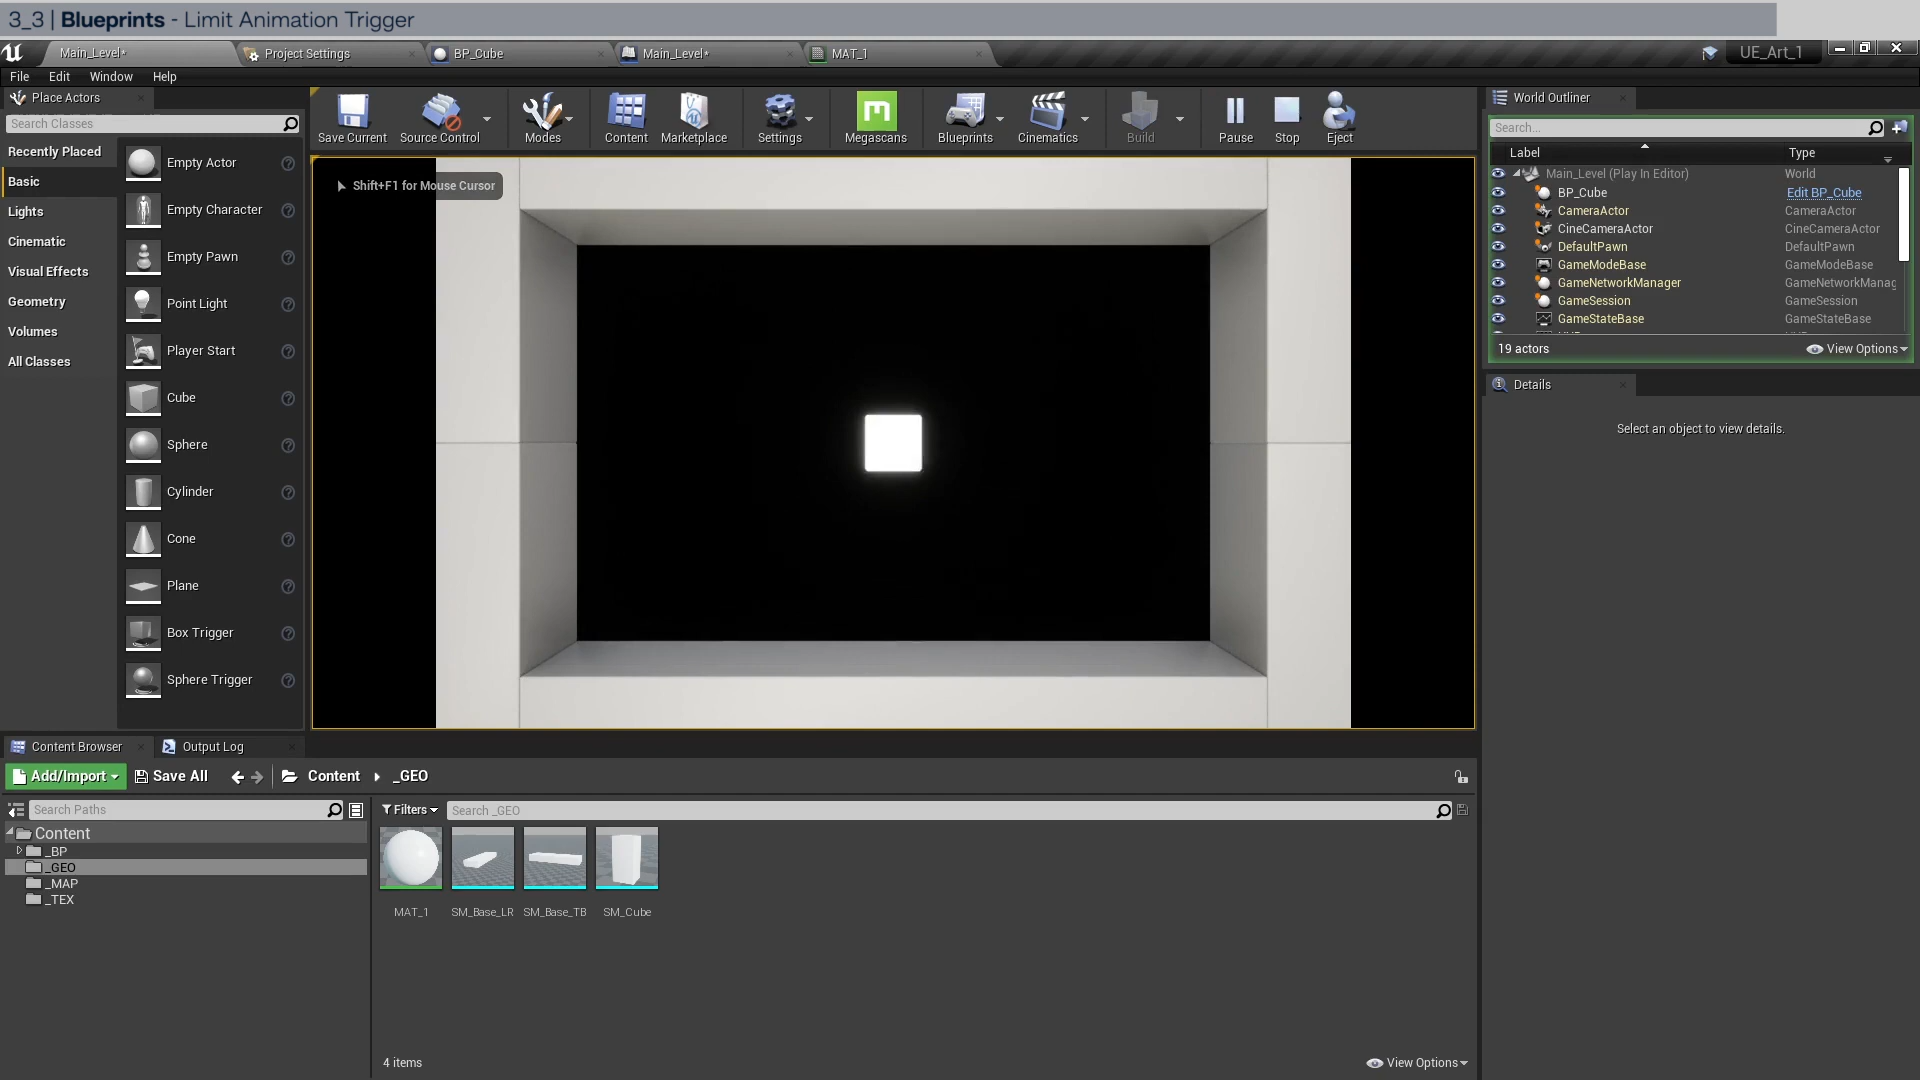 3_3 | Blueprints - Limit Animation Trigger
Main_Level*
Project Settings
BP_Cube
Main_Level*
MAT_1
UE_Art_1
File Edit Window Help
Place Actors
Search Classes
Recently Placed
Basic
Lights
Cinematic
Visual Effects
Geometry
Volumes
All Classes
Empty Actor
Empty Character
Empty Pawn
Point Light
Player Start
Cube
Sphere
Cylinder
Cone
Plane
Box Trigger
Sphere Trigger
Save Current
Source Control
Modes
Content
Marketplace
Settings
Megascans
Blueprints
Cinematics
Build
Pause
Stop
Eject
Shift+F1 for Mouse Cursor
World Outliner
Search...
Label Type
Main_Level (Play In Editor) World
BP_Cube Edit BP_Cube
CameraActor CameraActor
CineCameraActor CineCameraActor
DefaultPawn DefaultPawn
GameModeBase GameModeBase
GameNetworkManager GameNetworkManag
GameSession GameSession
GameStateBase GameStateBase
19 actors View Options
Details
Select an object to view details.
Content Browser
Output Log
Add/Import Save All Content _GEO
Search Paths
Content
_BP
_GEO
_MAP
_TEX
Filters
Search _GEO
MAT_1
SM_Base_LR
SM_Base_TB
SM_Cube
4 items
View Options